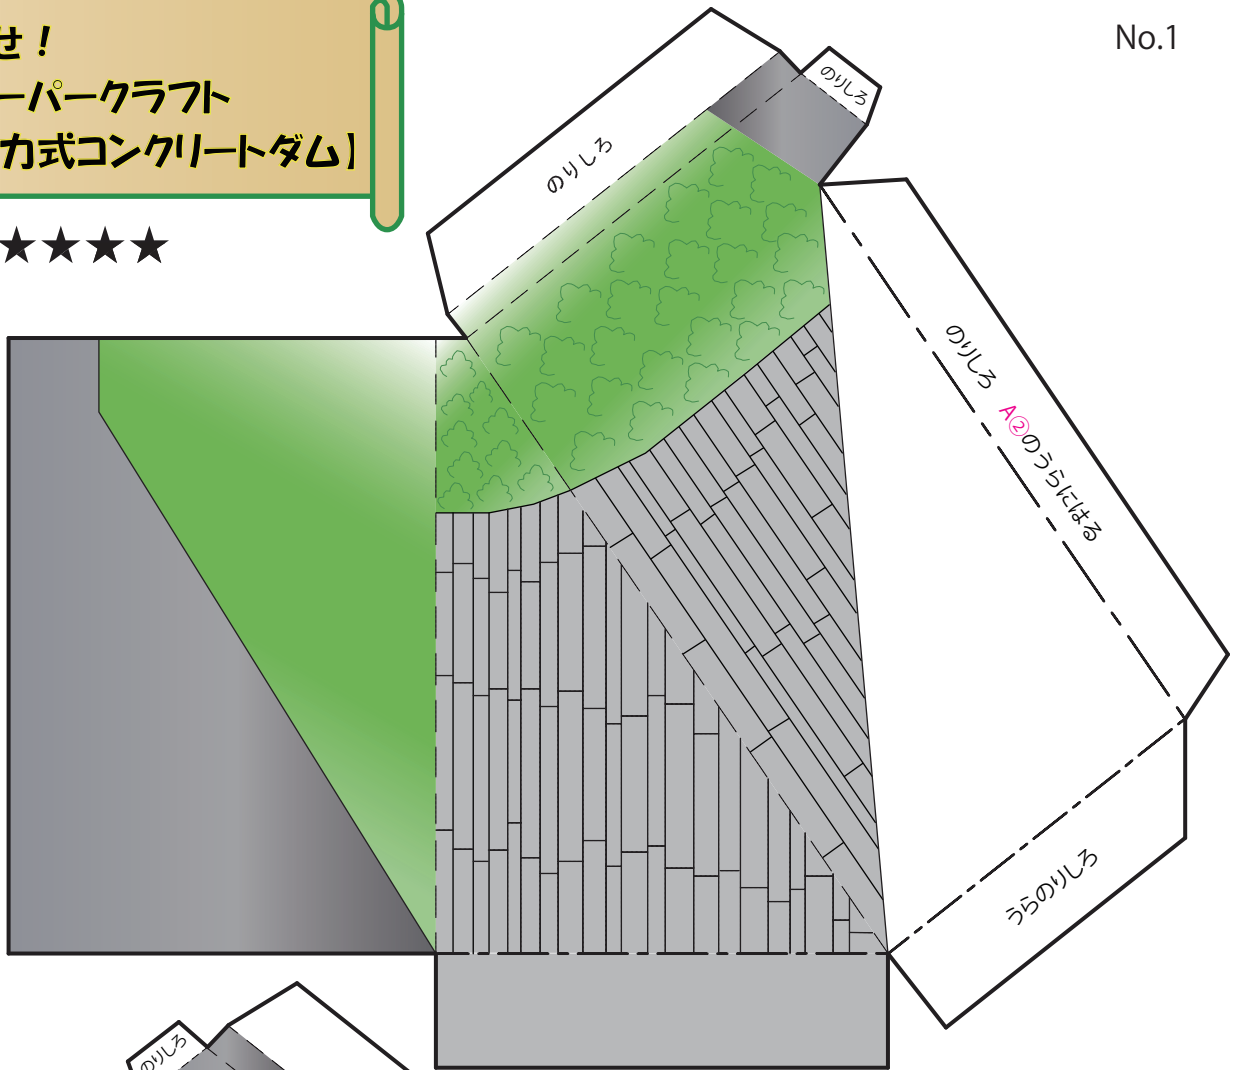 せ！
ーパークラフト
力式コンクリートダム】
★★★★
No.1
のりしろ
のりしろ
のりしろ A②のうらにはる
うらのりしろ
のりしろ